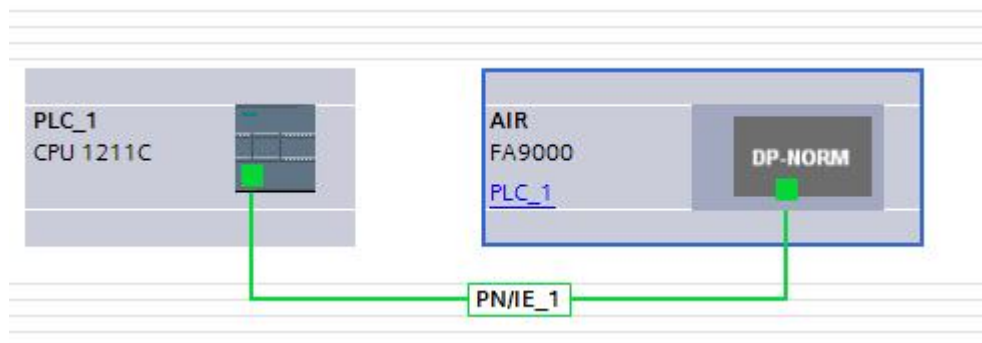 PLC_1
CPU 1211C
AIR
FA9000
PLC_1
DP-NORM
PN/IE_1